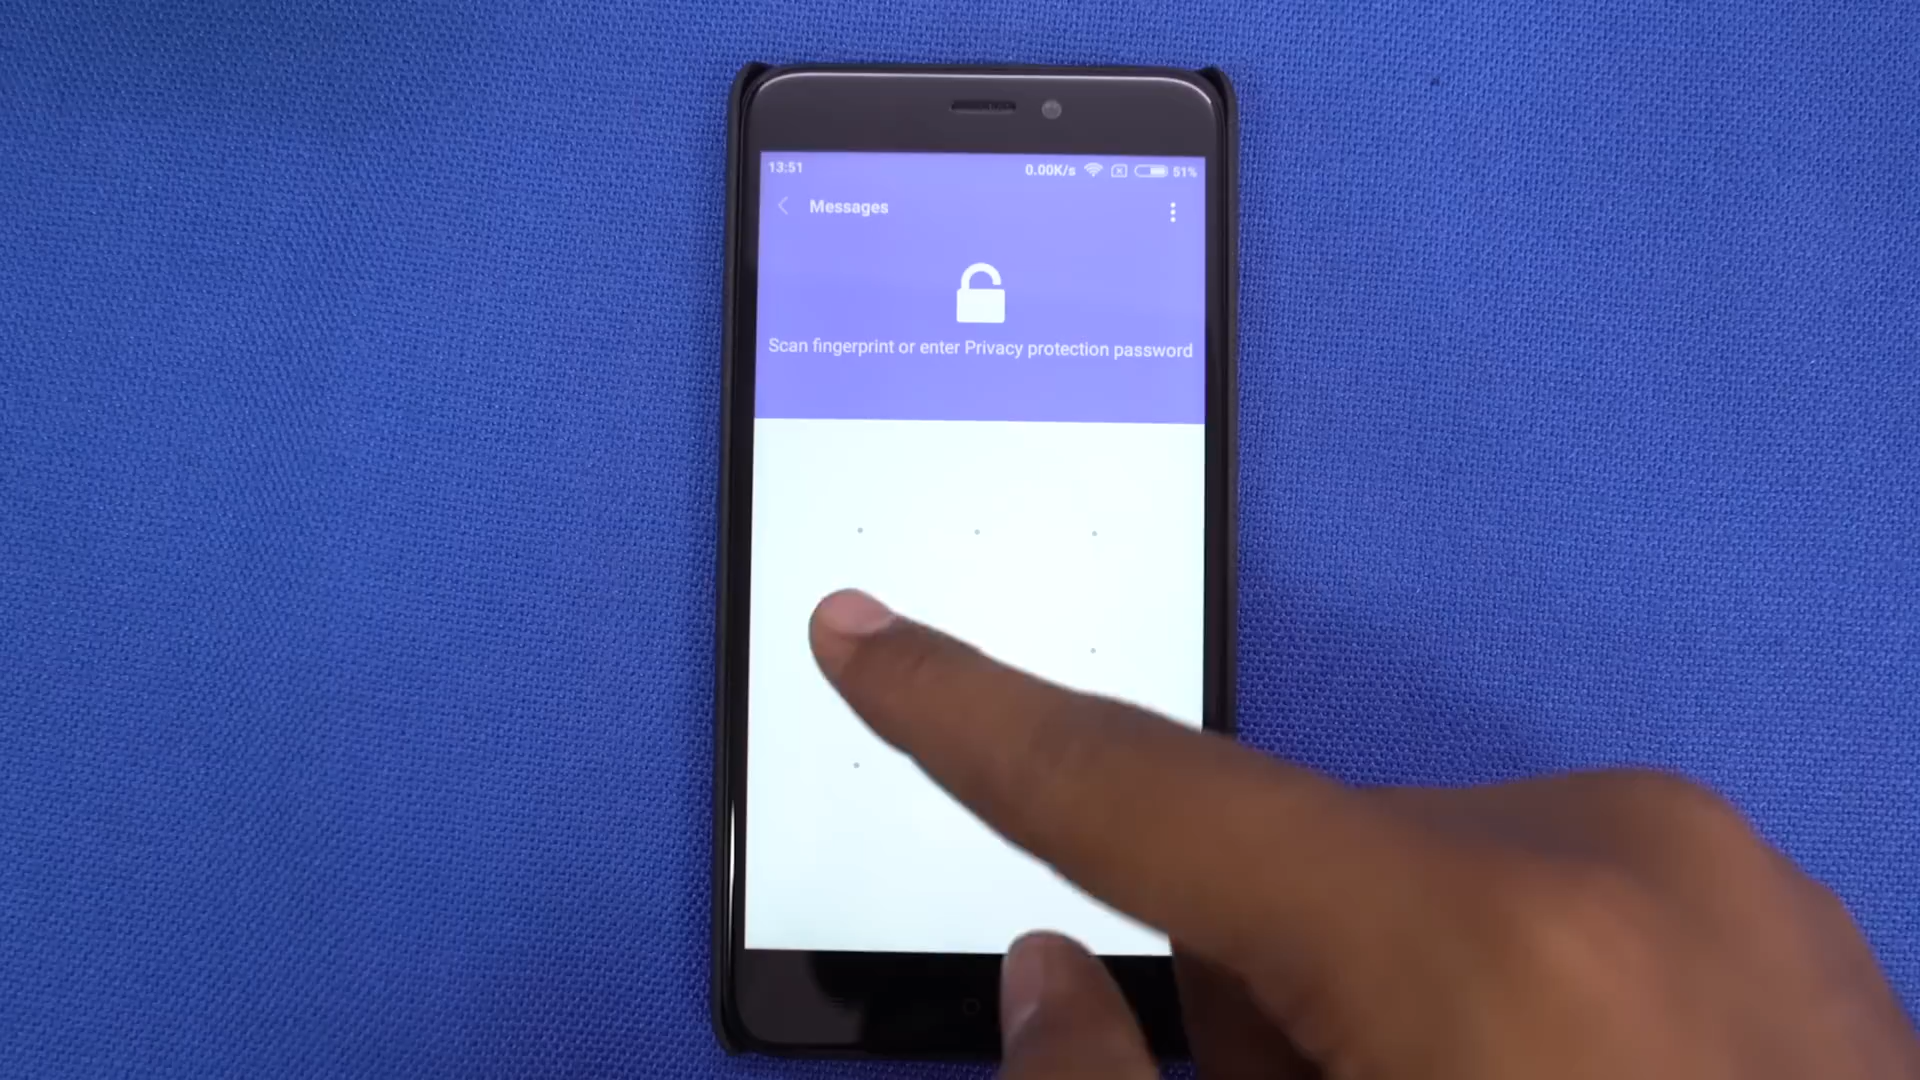 13:51 0.00K/s 51%
Messages
Scan fingerprint or enter Privacy protection password